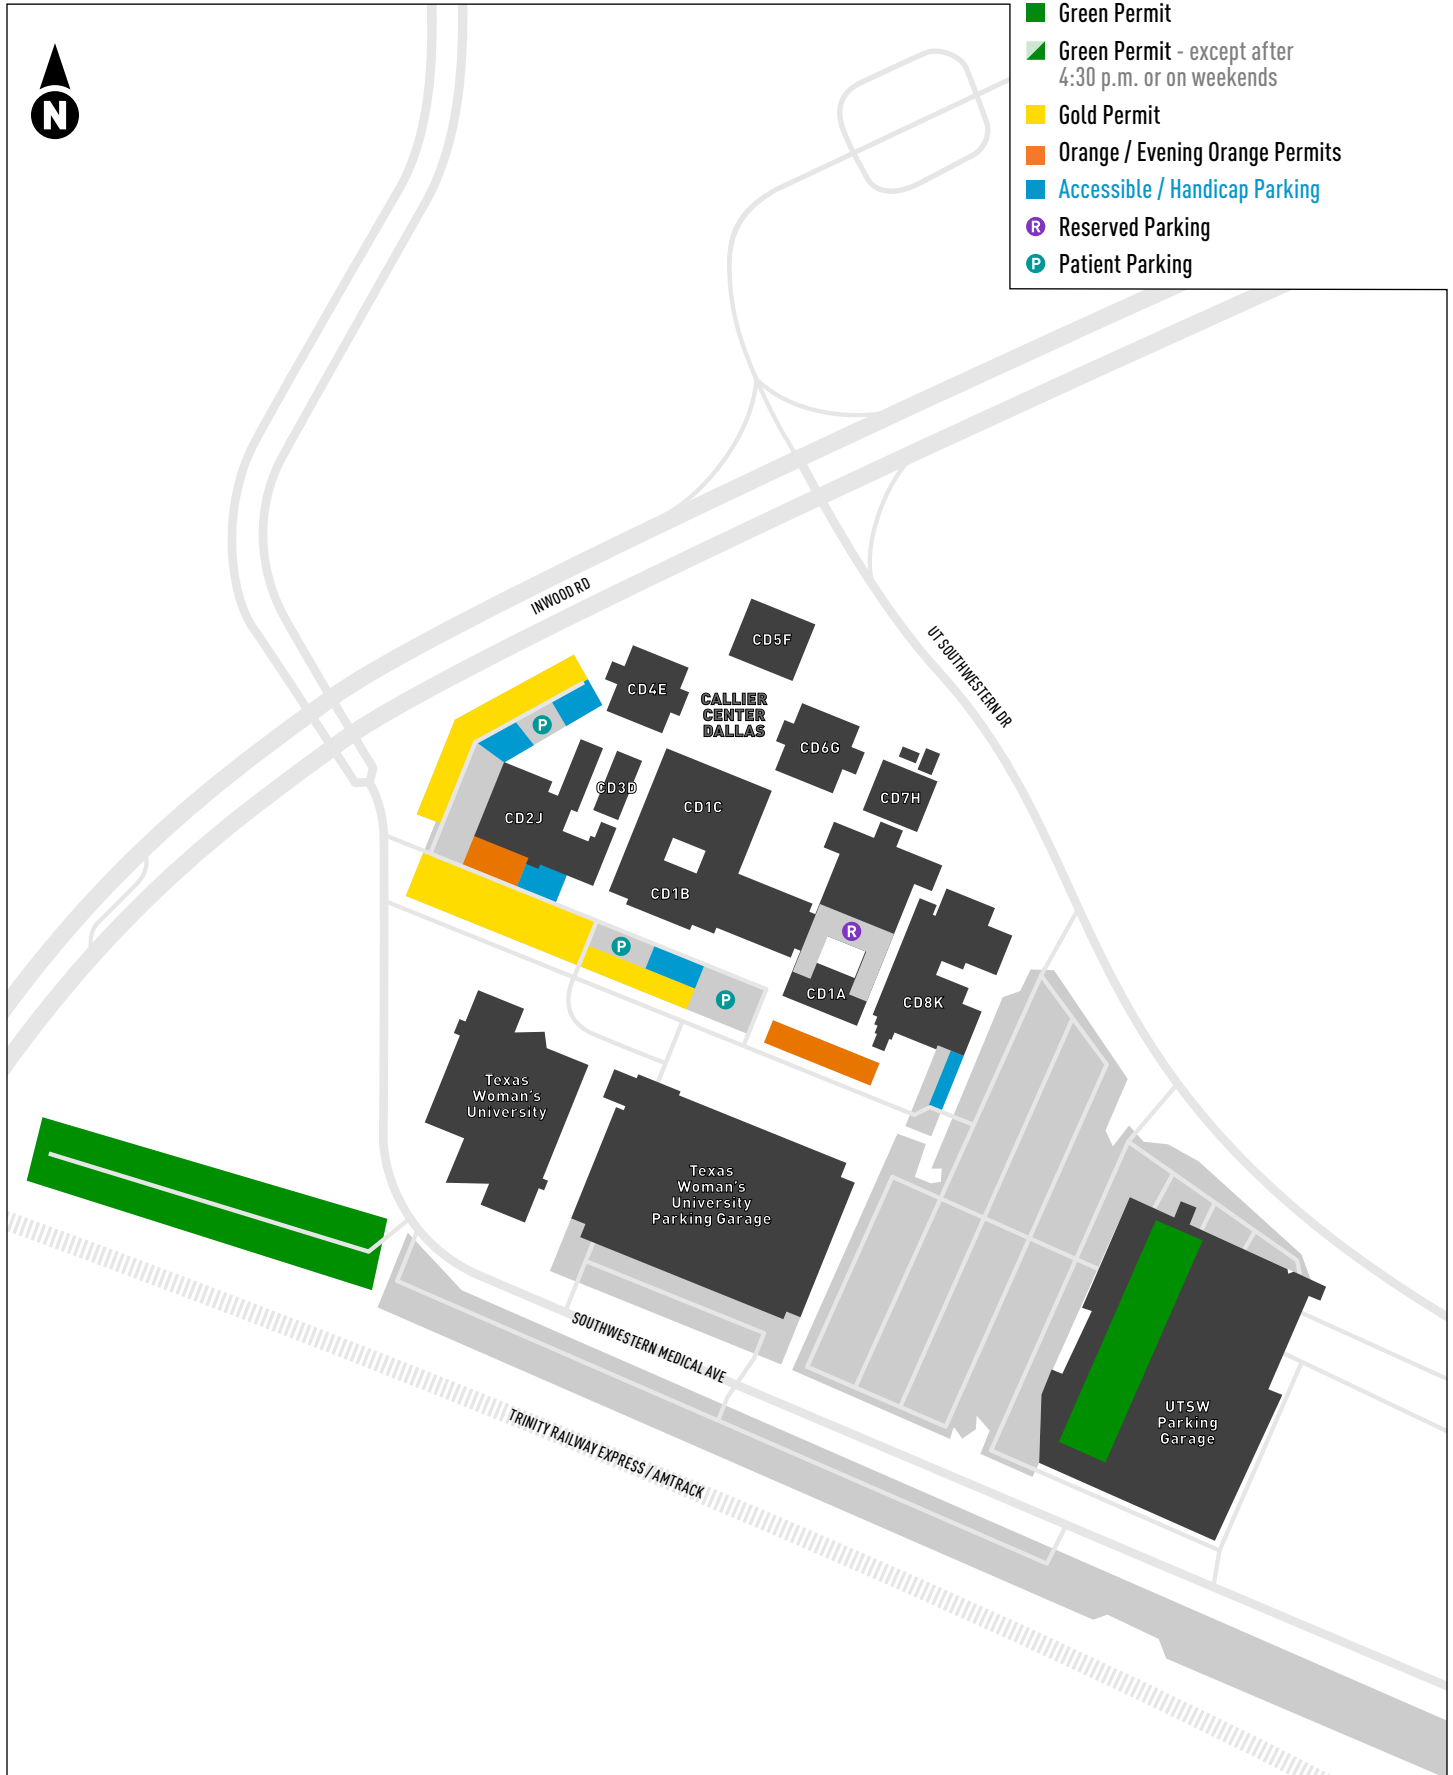 Green Permit
Green Permit - except after
4:30 p.m. or on weekends
Gold Permit
Orange / Evening Orange Permits
Accessible / Handicap Parking
R Reserved Parking
P Patient Parking
N
INWOOD RD
UT SOUTHWESTERN DR
CD5F
CD4E
CALLIER
CENTER
DALLAS
P
CD6G
CD3D
CD7H
CD2J
CD1C
CD1B
R
P
CD1A
P
CD8K
Texas
Woman's
University
Texas
Woman's
University
Parking Garage
SOUTHWESTERN MEDICAL AVE
UTSW
Parking
Garage
TRINITY RAILWAY EXPRESS / AMTRACK